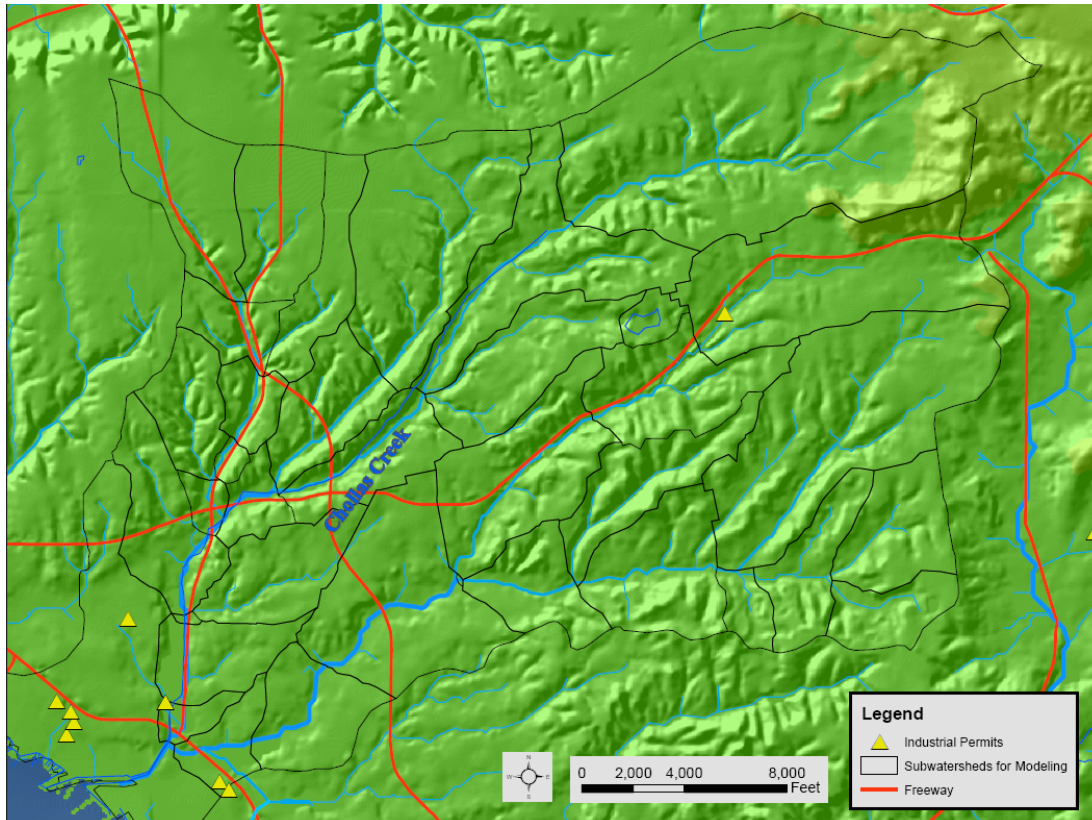 Chollas Creek
N
W
E
S
0 2,000 4,000 8,000
Feet
Legend
Industrial Permits
Subwatersheds for Modeling
Freeway